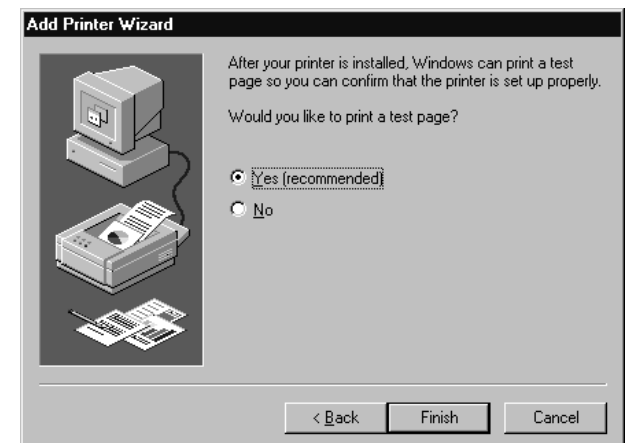 Add Printer Wizard
After your printer is installed, Windows can print a test
page so you can confirm that the printer is set up properly.
Would you like to print a test page?
Yes (recommended)
No
< Back
Finish
Cancel